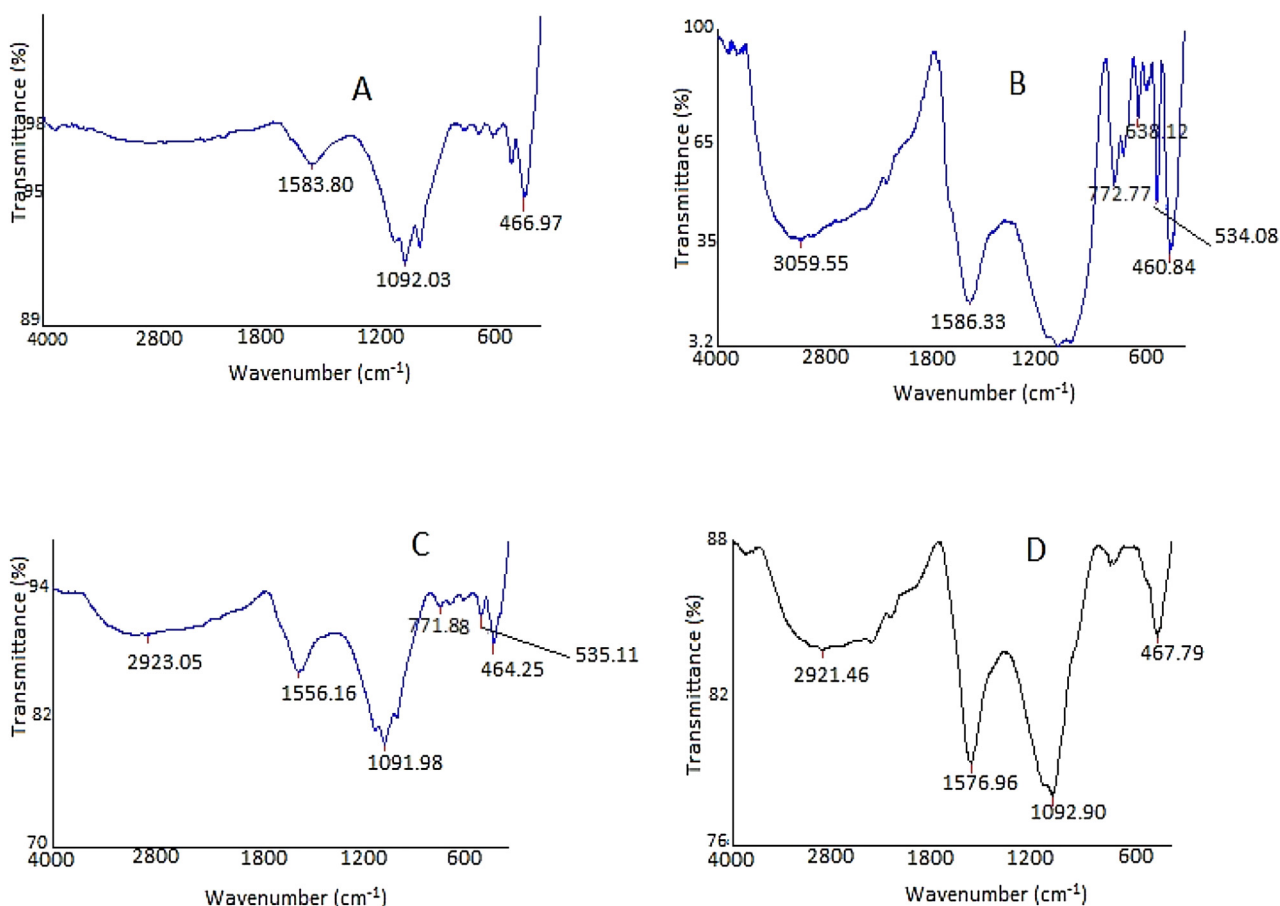 A
Transmittance (%)
98
95
89
1583.80
1092.03
466.97
4000 2800 1800 1200 600
Wavenumber (cm-1)
B
Transmittance (%)
100
65
35
3.2
3059.55
1586.33
772.77
638.12
534.08
460.84
4000 2800 1800 1200 600
Wavenumber (cm-1)
C
Transmittance (%)
94
82
70
2923.05
1556.16
1091.98
771.88
535.11
464.25
4000 2800 1800 1200 600
Wavenumber (cm-1)
D
Transmittance (%)
88
82
76
2921.46
1576.96
1092.90
467.79
4000 2800 1800 1200 600
Wavenumber (cm-1)